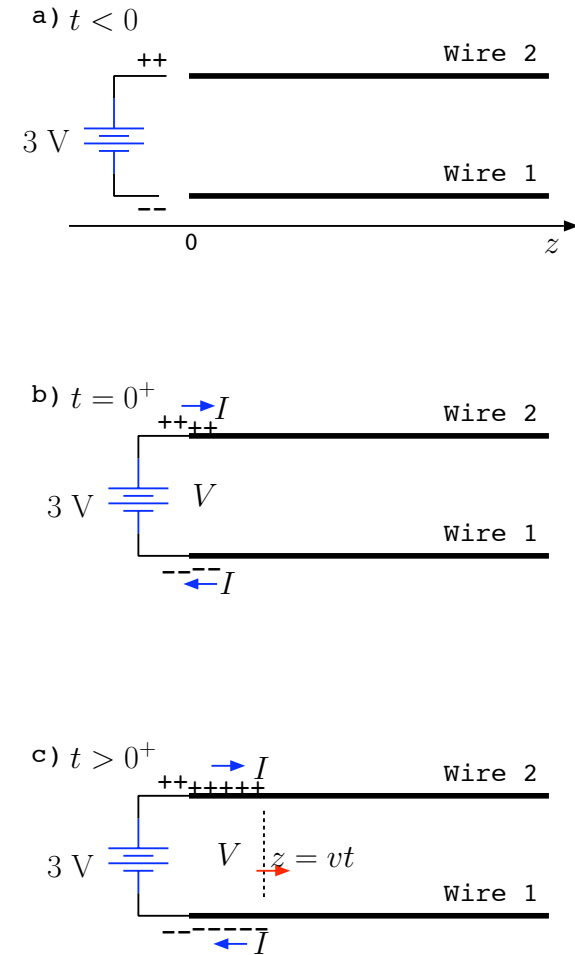 a) t < 0
++
Wire 2
3 V
Wire 1
--
0
z
b) t = 0⁺
I
++ ++
Wire 2
3 V
V
Wire 1
-- --
I
c) t > 0⁺
I
++ +++++
Wire 2
3 V
V
z = vt
Wire 1
-- -----
I